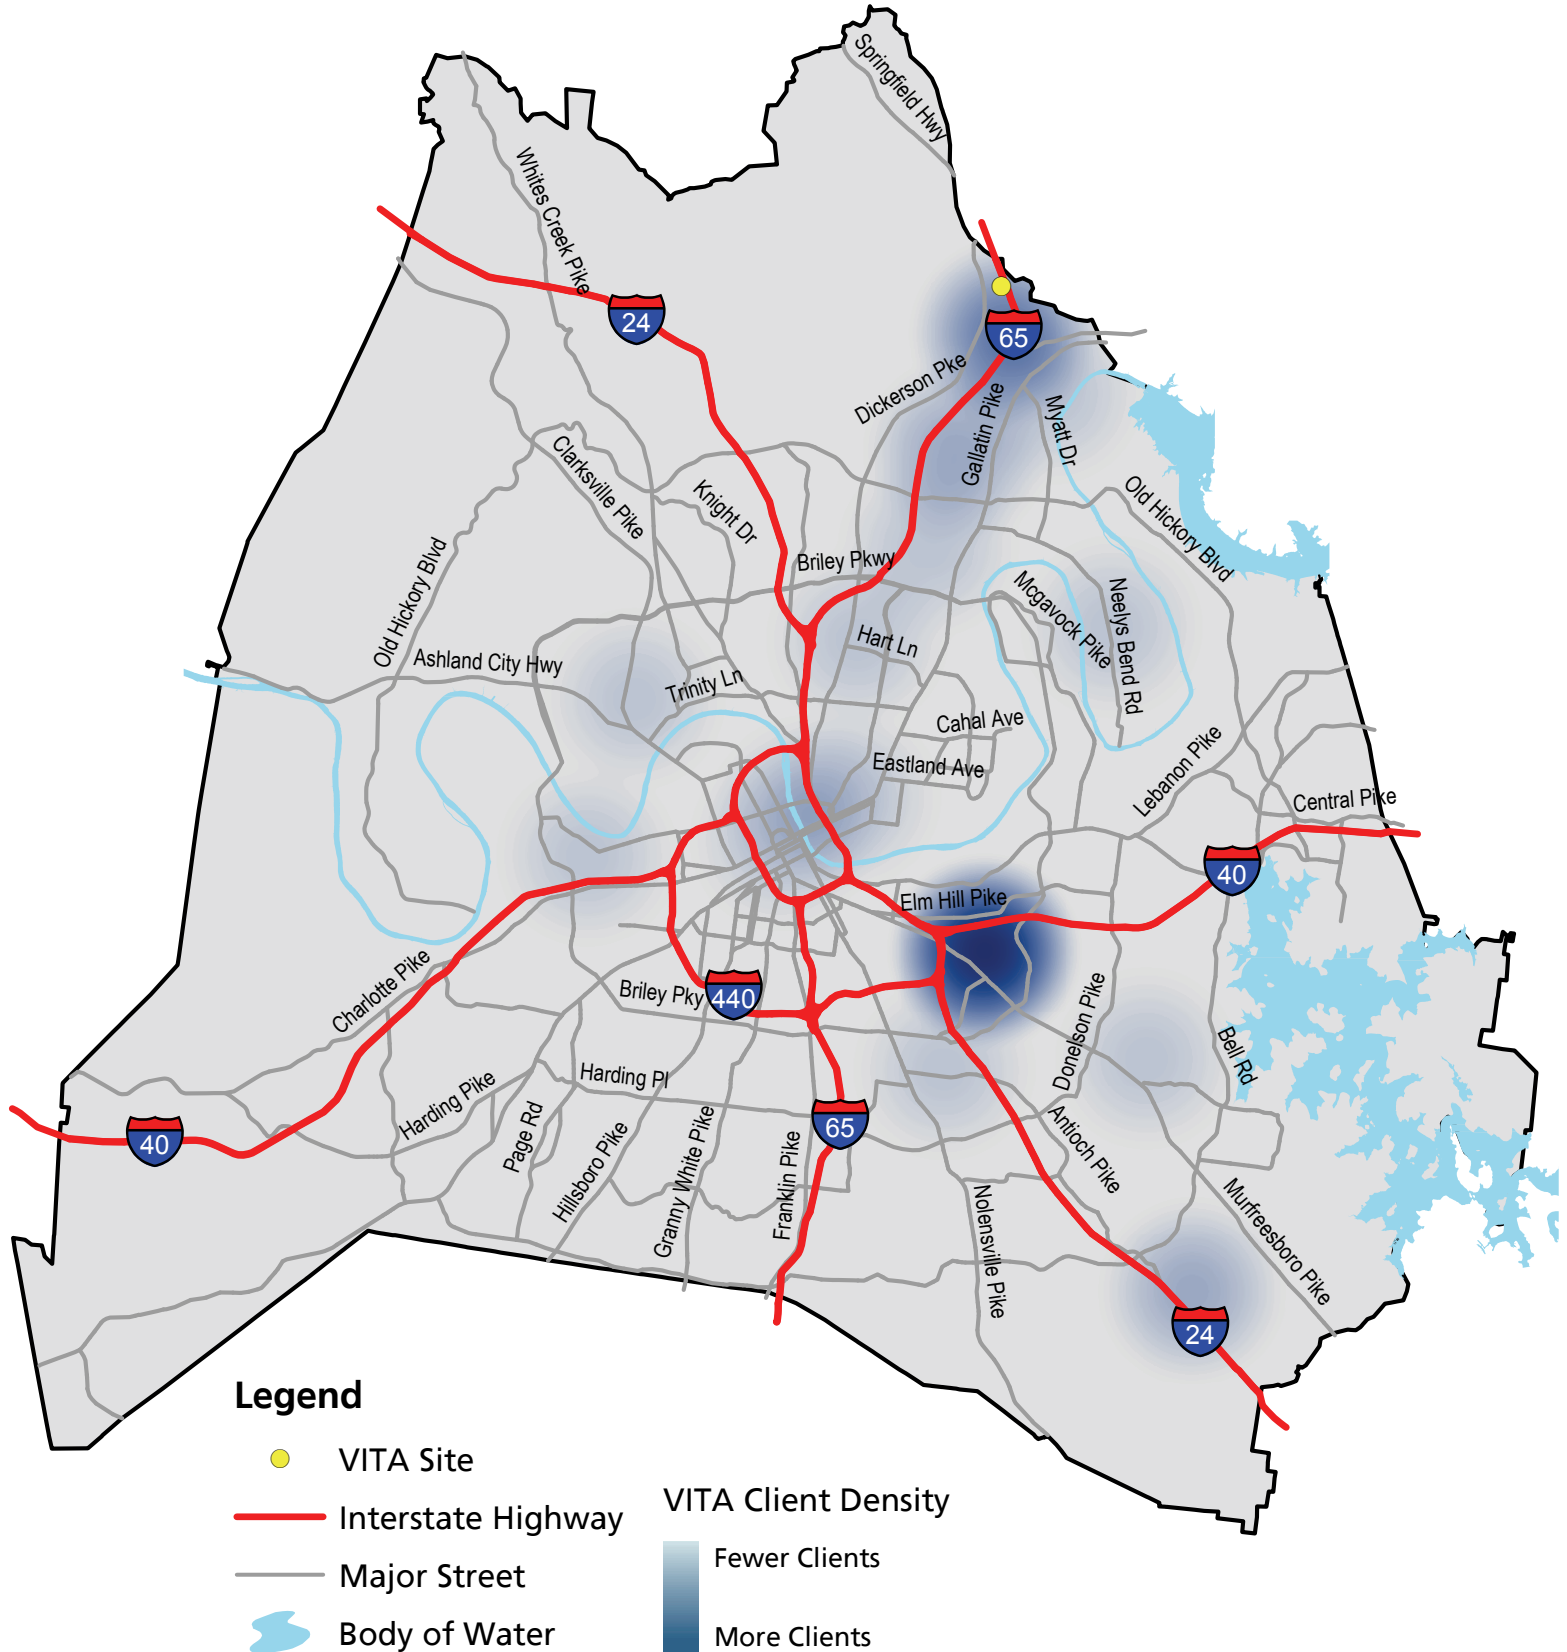 Springfield Hwy
Whites Creek Pike
24
65
Dickerson Pke
Gallatin Pike
Myatt Dr
Clarksville Pike
Knight Dr
Old Hickory Blvd
Old Hickory Blvd
Briley Pkwy
Mcgavock Pike
Neelys Bend Rd
Hart Ln
Ashland City Hwy
Trinity Ln
Cahal Ave
Eastland Ave
Lebanon Pike
Central Pike
40
Elm Hill Pike
Charlotte Pike
Briley Pky
440
Donelson Pike
Bell Rd
Harding Pl
Harding Pike
Page Rd
Hillsboro Pike
Granny White Pike
Franklin Pike
65
40
Antioch Pike
Nolensville Pike
Murfreesboro Pike
24
Legend
VITA Site
Interstate Highway
Major Street
Body of Water
VITA Client Density
Fewer Clients
More Clients